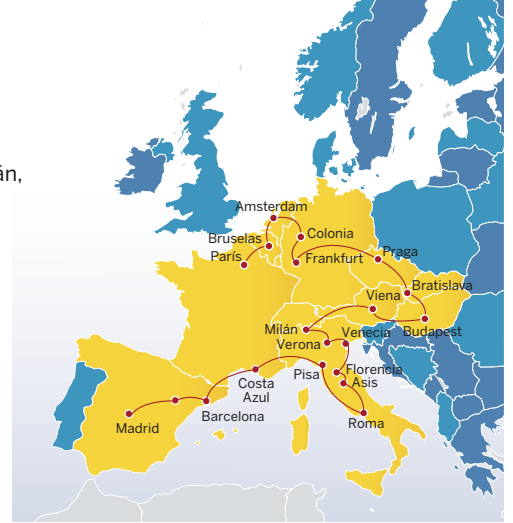 án,
Amsterdam
Bruselas
Colonia
París
Frankfurt
Praga
Bratislava
Viena
Milán
Venecia
Budapest
Verona
Pisa
Florencia
Asis
Costa
Azul
Barcelona
Madrid
Roma